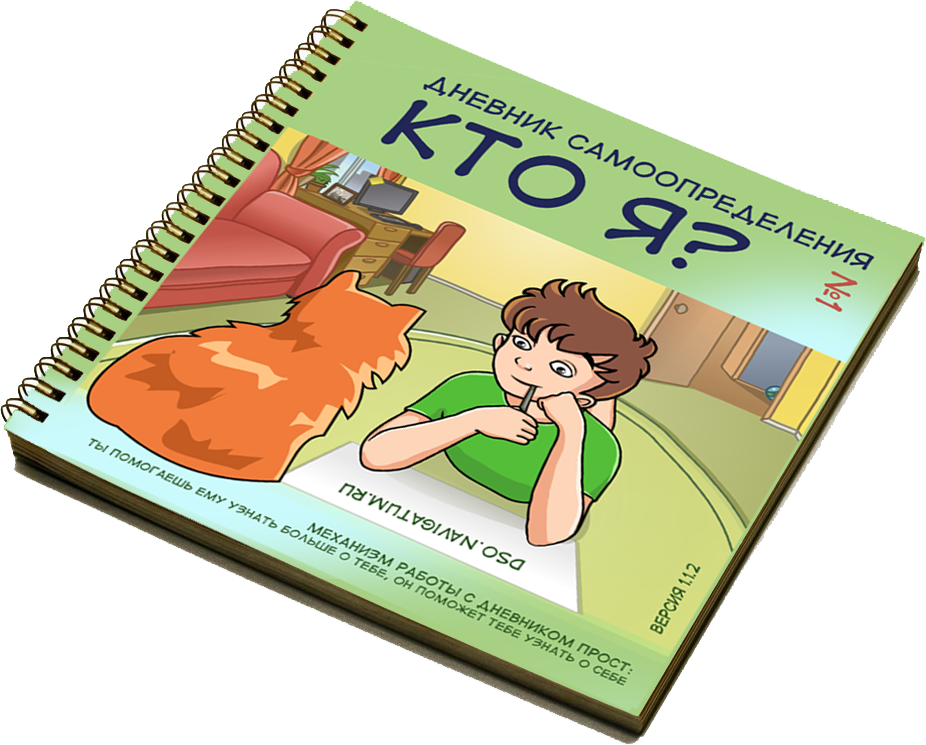 ДНЕВНИК САМООПРЕДЕЛЕНИЯ
КТО Я?
№1
DSO.NAVIGATUM.RU
ВЕРСИЯ 1.1.2
МЕХАНИЗМ РАБОТЫ С ДНЕВНИКОМ ПРОСТ:
ТЫ ПОМОГАЕШЬ ЕМУ УЗНАТЬ БОЛЬШЕ О ТЕБЕ, ОН ПОМОЖЕТ ТЕБЕ УЗНАТЬ О СЕБЕ